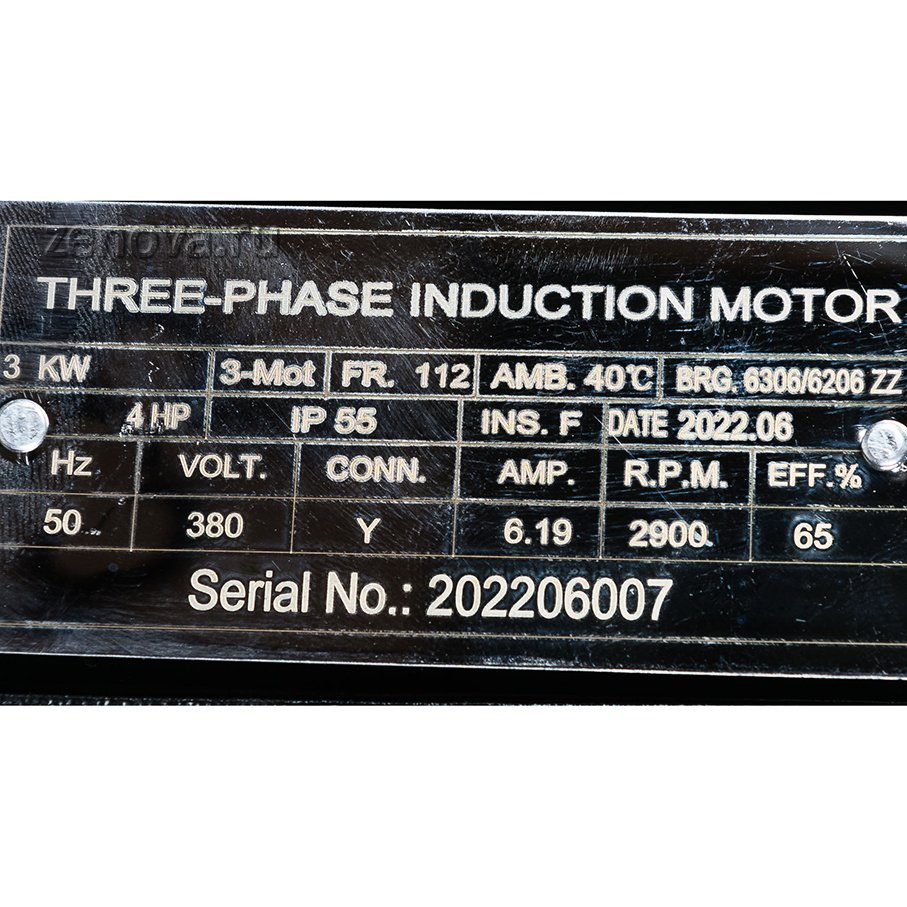 zenova.ru
THREE-PHASE INDUCTION MOTOR
3 KW 3-Mot FR. 112 AMB. 40℃ BRG. 6306/6206 ZZ
4 HP IP 55 INS. F DATE 2022.06
Hz VOLT. CONN. AMP. R.P.M. EFF.%
50 380 Y 6.19 2900 65
Serial No.: 202206007